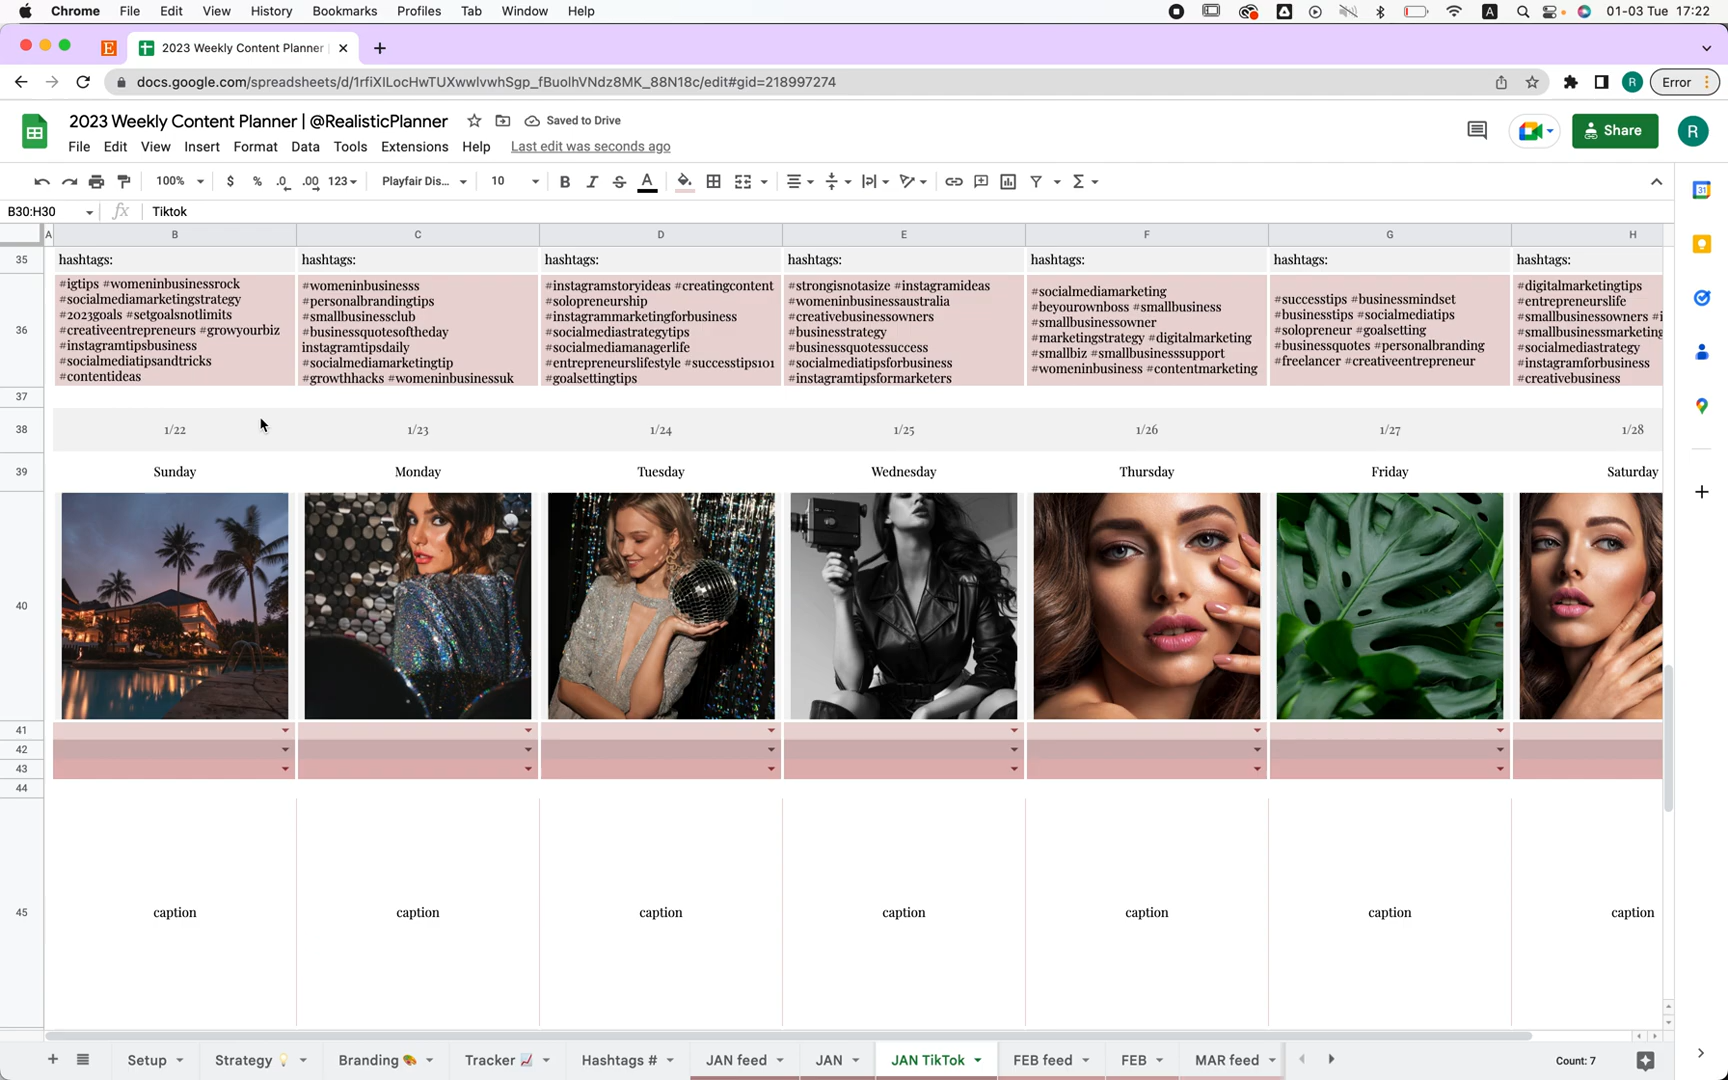 Chrome File Edit View History Bookmarks Profiles Tab Window Help A 01-03 Tue 17:22
E 2023 Weekly Content Planner
docs.google.com/spreadsheets/d/1rfiXILocHwTUXwwlvwhSgp_fBuolhVNdz8MK_88N18c/edit#gid=218997274 R Error
2023 Weekly Content Planner | @RealisticPlanner Saved to Drive
File Edit View Insert Format Data Tools Extensions Help Last edit was seconds ago Share R
100% $ % .0 .00 123 Playfair Dis... 10 B I S A
B30:H30 fx Tiktok
A B C D E F G H
35 hashtags: hashtags: hashtags: hashtags: hashtags: hashtags: hashtags:
36
#igtips #womeninbusinessrock
#socialmediamarketingstrategy
#2023goals #setgoalsnotlimits
#creativeentrepreneurs #growyourbiz
#instagramtipsbusiness
#socialmediatipsandtricks
#contentideas
#womeninbusinesss
#personalbrandingtips
#smallbusinessclub
#businessquotesoftheday
instagramtipsdaily
#socialmediamarketingtip
#growthhacks #womeninbusinessuk
#instagramstoryideas #creatingcontent
#solopreneurship
#instagrammarketingforbusiness
#socialmediastrategytips
#socialmediamanagerlife
#entrepreneurslifestyle #successtips101
#goalsettingtips
#strongisnotasize #instagramideas
#womeninbusinessaustralia
#creativebusinessowners
#businesstrategy
#businessquotessuccess
#socialmediatipsforbusiness
#instagramtipsformarketers
#socialmediamarketing
#beyourownboss #smallbusiness
#smallbusinessowner
#marketingstrategy #digitalmarketing
#smallbiz #smallbusinesssupport
#womeninbusiness #contentmarketing
#successtips #businessmindset
#businesstips #socialmediatips
#solopreneur #goalsetting
#businessquotes #personalbranding
#freelancer #creativeentrepreneur
#digitalmarketingtips
#entrepreneurslife
#smallbusinessowners #i
#smallbusinessmarketing
#socialmediastrategy
#instagramforbusiness
#creativebusiness
37
38 1/22 1/23 1/24 1/25 1/26 1/27 1/28
39 Sunday Monday Tuesday Wednesday Thursday Friday Saturday
40
41
42
43
44
45 caption caption caption caption caption caption caption
Setup Strategy Branding Tracker Hashtags # JAN feed JAN JAN TikTok FEB feed FEB MAR feed Count: 7